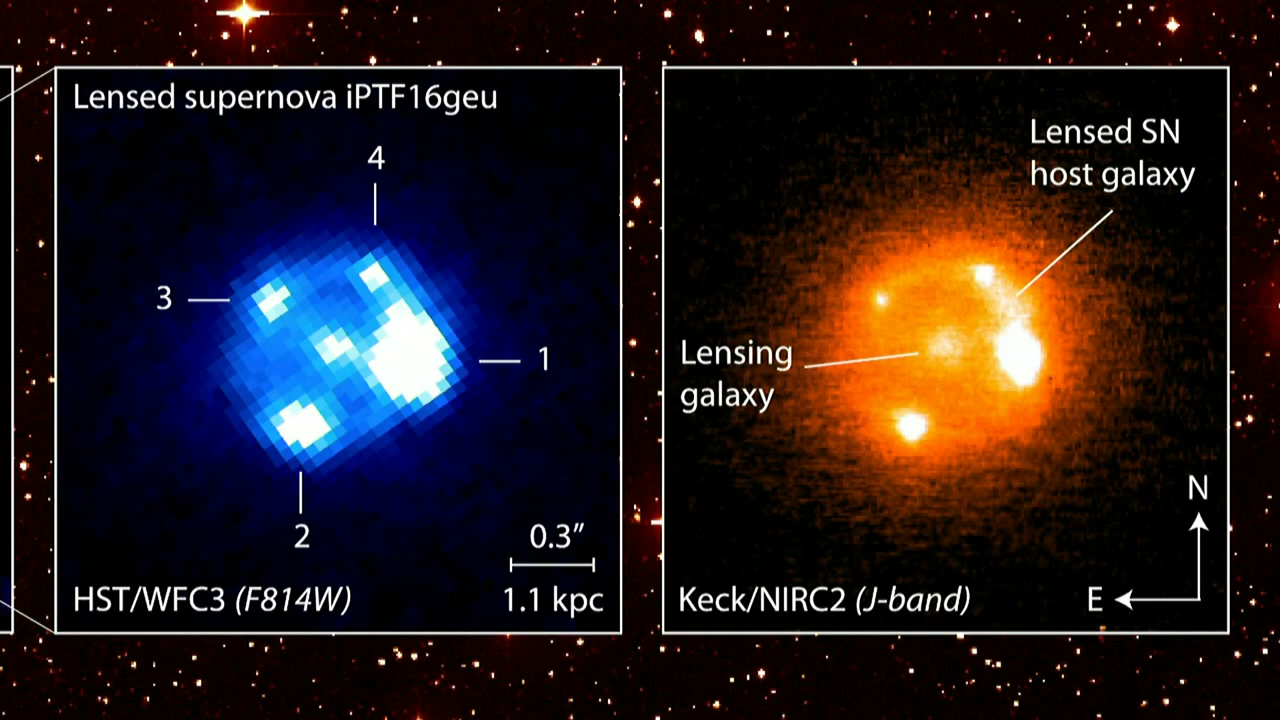 Lensed supernova iPTF16geu
4
3
1
2
0.3″
1.1 kpc
HST/WFC3 (F814W)
Lensed SN
host galaxy
Lensing
galaxy
N
E
Keck/NIRC2 (J-band)